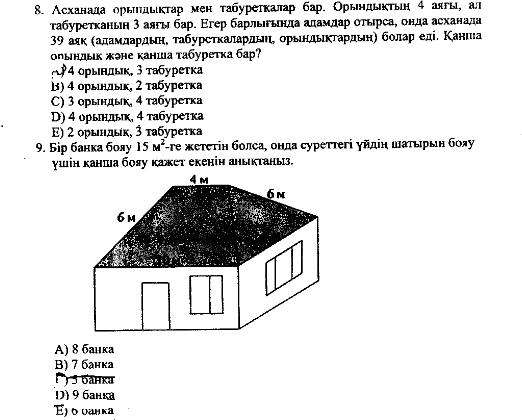 8. Асханада орындықтар мен табуреткалар бар. Орындықтың 4 аяғы, ал
табуретканың 3 аяғы бар. Егер барлығында адамдар отырса, онда асханада
39 аяқ (адамдардың, табуреткалардың, орындықтардың) болар еді. Қанша
орындық және қанша табуретка бар?
4 орындық, 3 табуретка
B) 4 орындық, 2 табуретка
C) 3 орындық, 4 табуретка
D) 4 орындық, 4 табуретка
E) 2 орындық, 3 табуретка
9. Бір банка бояу 15 м²-ге жететін болса, онда суреттегі үйдің шатырын бояу
үшін қанша бояу қажет екенін анықтаңыз.
4 м
6 м
6 м
A) 8 банка
B) 7 банка
5 банка
D) 9 банка
E) 6 банка